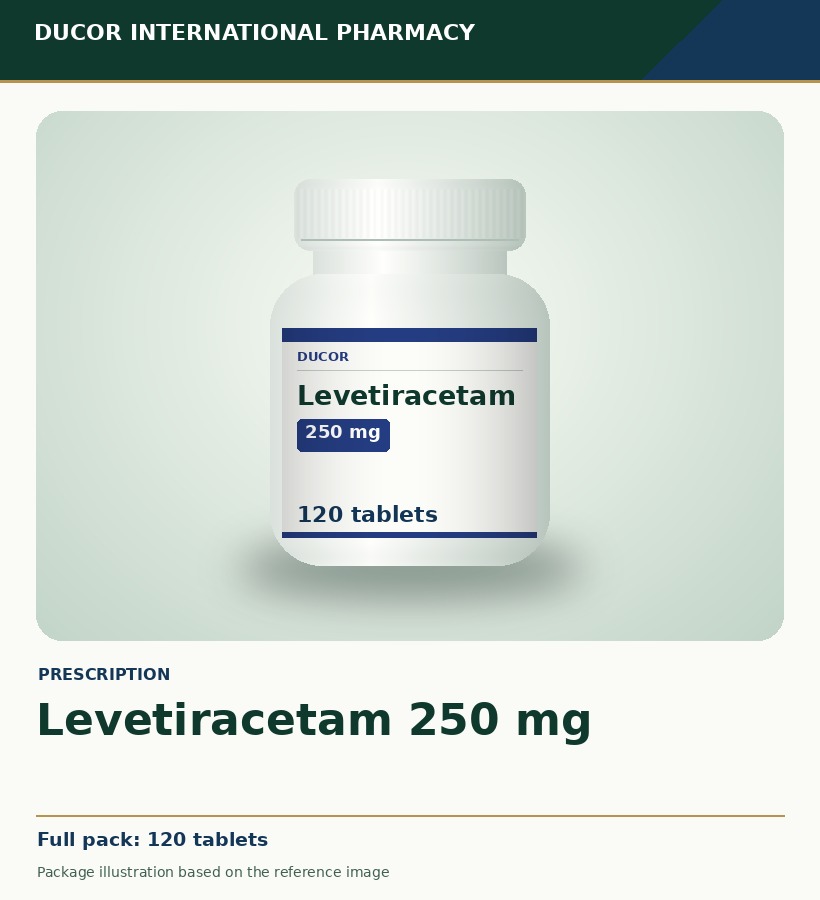 DUCOR INTERNATIONAL PHARMACY
DUCOR
Levetiracetam
250 mg
120 tablets
PRESCRIPTION
Levetiracetam 250 mg
Full pack: 120 tablets
Package illustration based on the reference image